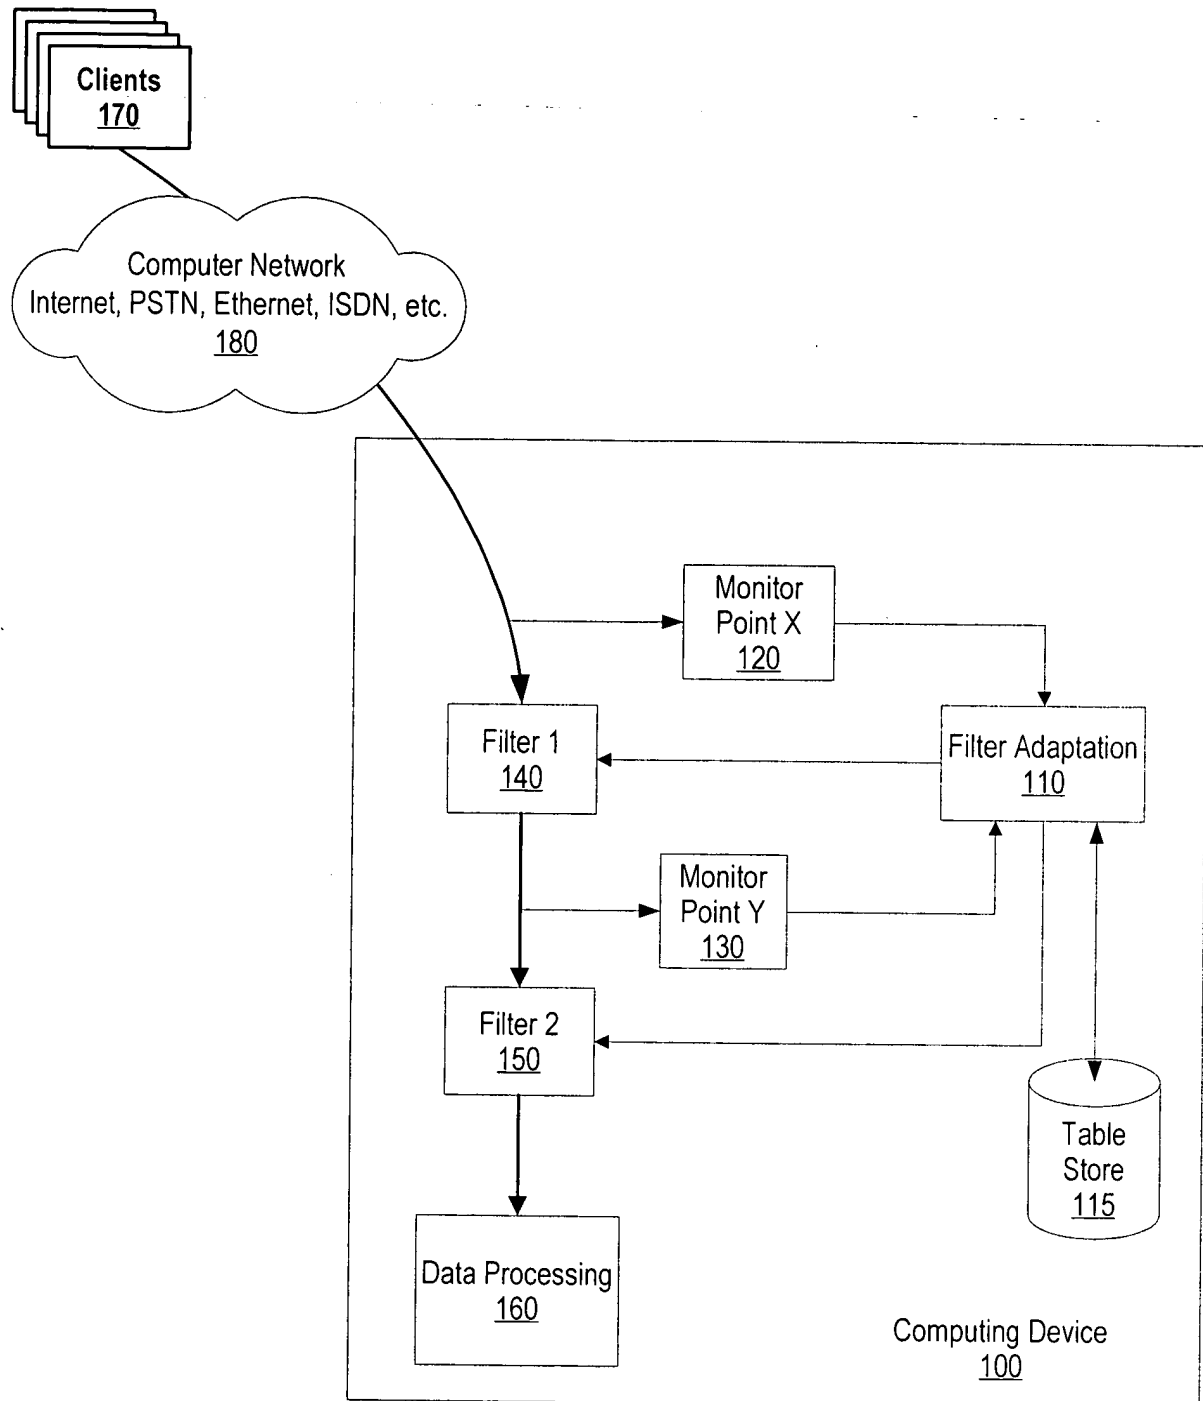 Clients
170
Computer Network
Internet, PSTN, Ethernet, ISDN, etc.
180
Monitor
Point X
120
Filter 1
140
Filter Adaptation
110
Monitor
Point Y
130
Filter 2
150
Table
Store
115
Data Processing
160
Computing Device
100